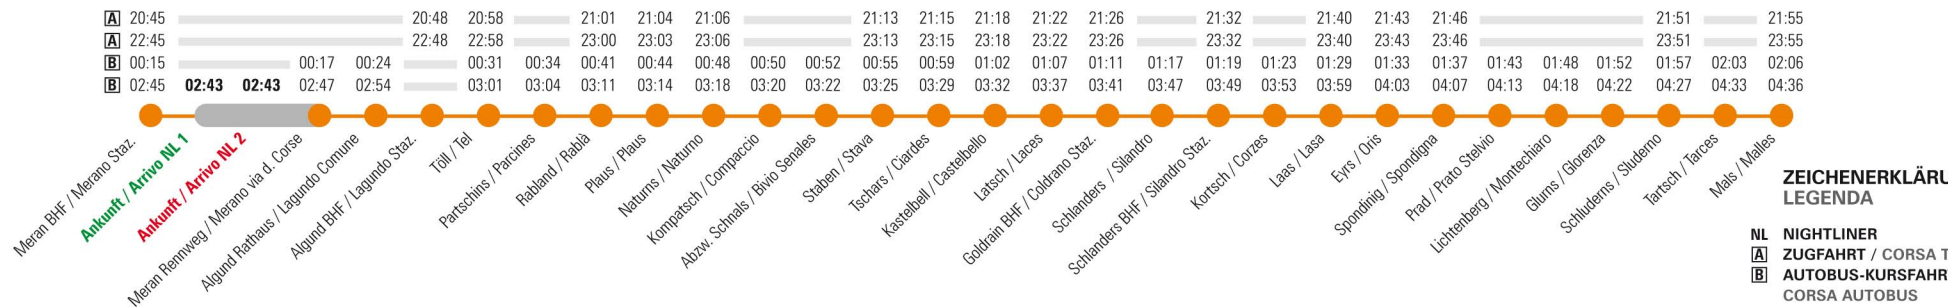 A 20:45 20:48 20:58 21:01 21:04 21:06 21:13 21:15 21:18 21:22 21:26 21:32 21:40 21:43 21:46 21:51 21:55
A 22:45 22:48 22:58 23:00 23:03 23:06 23:13 23:15 23:18 23:22 23:26 23:32 23:40 23:43 23:46 23:51 23:55
B 00:15 00:17 00:24 00:31 00:34 00:41 00:44 00:48 00:50 00:52 00:55 00:59 01:02 01:07 01:11 01:17 01:19 01:23 01:29 01:33 01:37 01:43 01:48 01:52 01:57 02:03 02:06
B 02:45 02:43 02:43 02:47 02:54 03:01 03:04 03:11 03:14 03:18 03:20 03:22 03:25 03:29 03:32 03:37 03:41 03:47 03:49 03:53 03:59 04:03 04:07 04:13 04:18 04:22 04:27 04:33 04:36
Meran BHF / Merano Staz.
Ankunft / Arrivo NL 1
Ankunft / Arrivo NL 2
Meran Rennweg / Merano via d. Corse
Algund Rathaus / Lagundo Comune
Algund BHF / Lagundo Staz.
Töll / Tel
Partschins / Parcines
Rabland / Rablà
Plaus / Plaus
Naturns / Naturno
Kompatsch / Compaccio
Abzw. Schnals / Bivio Senales
Staben / Stava
Tschars / Ciardes
Kastelbell / Castelbello
Latsch / Laces
Goldrain BHF / Coldrano Staz.
Schlanders / Silandro
Schlanders BHF / Silandro Staz.
Kortsch / Corzes
Laas / Lasa
Eyrs / Oris
Spondinig / Spondigna
Prad / Prato Stelvio
Lichtenberg / Montechiaro
Glurns / Glorenza
Schluderns / Sluderno
Tartsch / Tarces
Mals / Malles
ZEICHENERKLÄRU
LEGENDA
NL NIGHTLINER
A ZUGFAHRT / CORSA T
B AUTOBUS-KURSFAHR
CORSA AUTOBUS